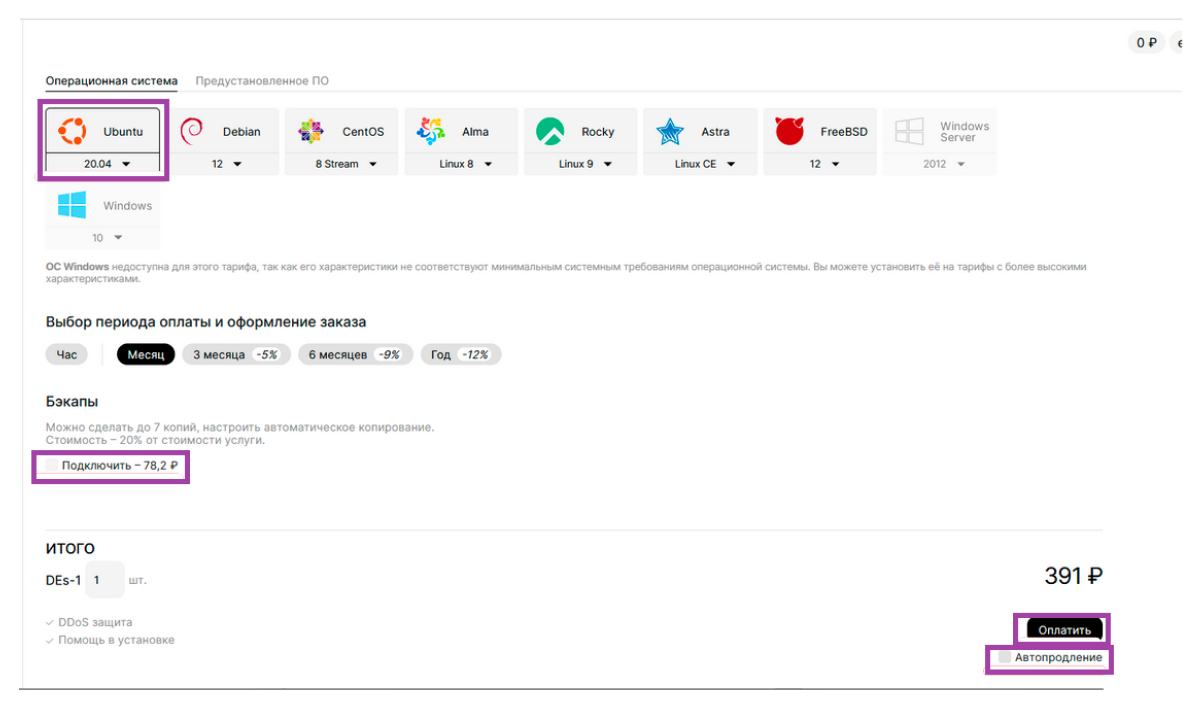 0 ₽
Операционная система Предустановленное ПО
Ubuntu Debian CentOS Alma Rocky Astra FreeBSD Windows Server
20.04 12 8 Stream Linux 8 Linux 9 Linux CE 12 2012
Windows
10
ОС Windows недоступна для этого тарифа, так как его характеристики не соответствуют минимальным системным требованиям операционной системы. Вы можете установить её на тарифы с более высокими
характеристиками.
Выбор периода оплаты и оформление заказа
Час Месяц 3 месяца -5% 6 месяцев -9% Год -12%
Бэкапы
Можно сделать до 7 копий, настроить автоматическое копирование.
Стоимость – 20% от стоимости услуги.
Подключить – 78,2 ₽
ИТОГО
DEs-1 1 шт.
391 ₽
DDoS защита
Помощь в установке
Оплатить
Автопродление